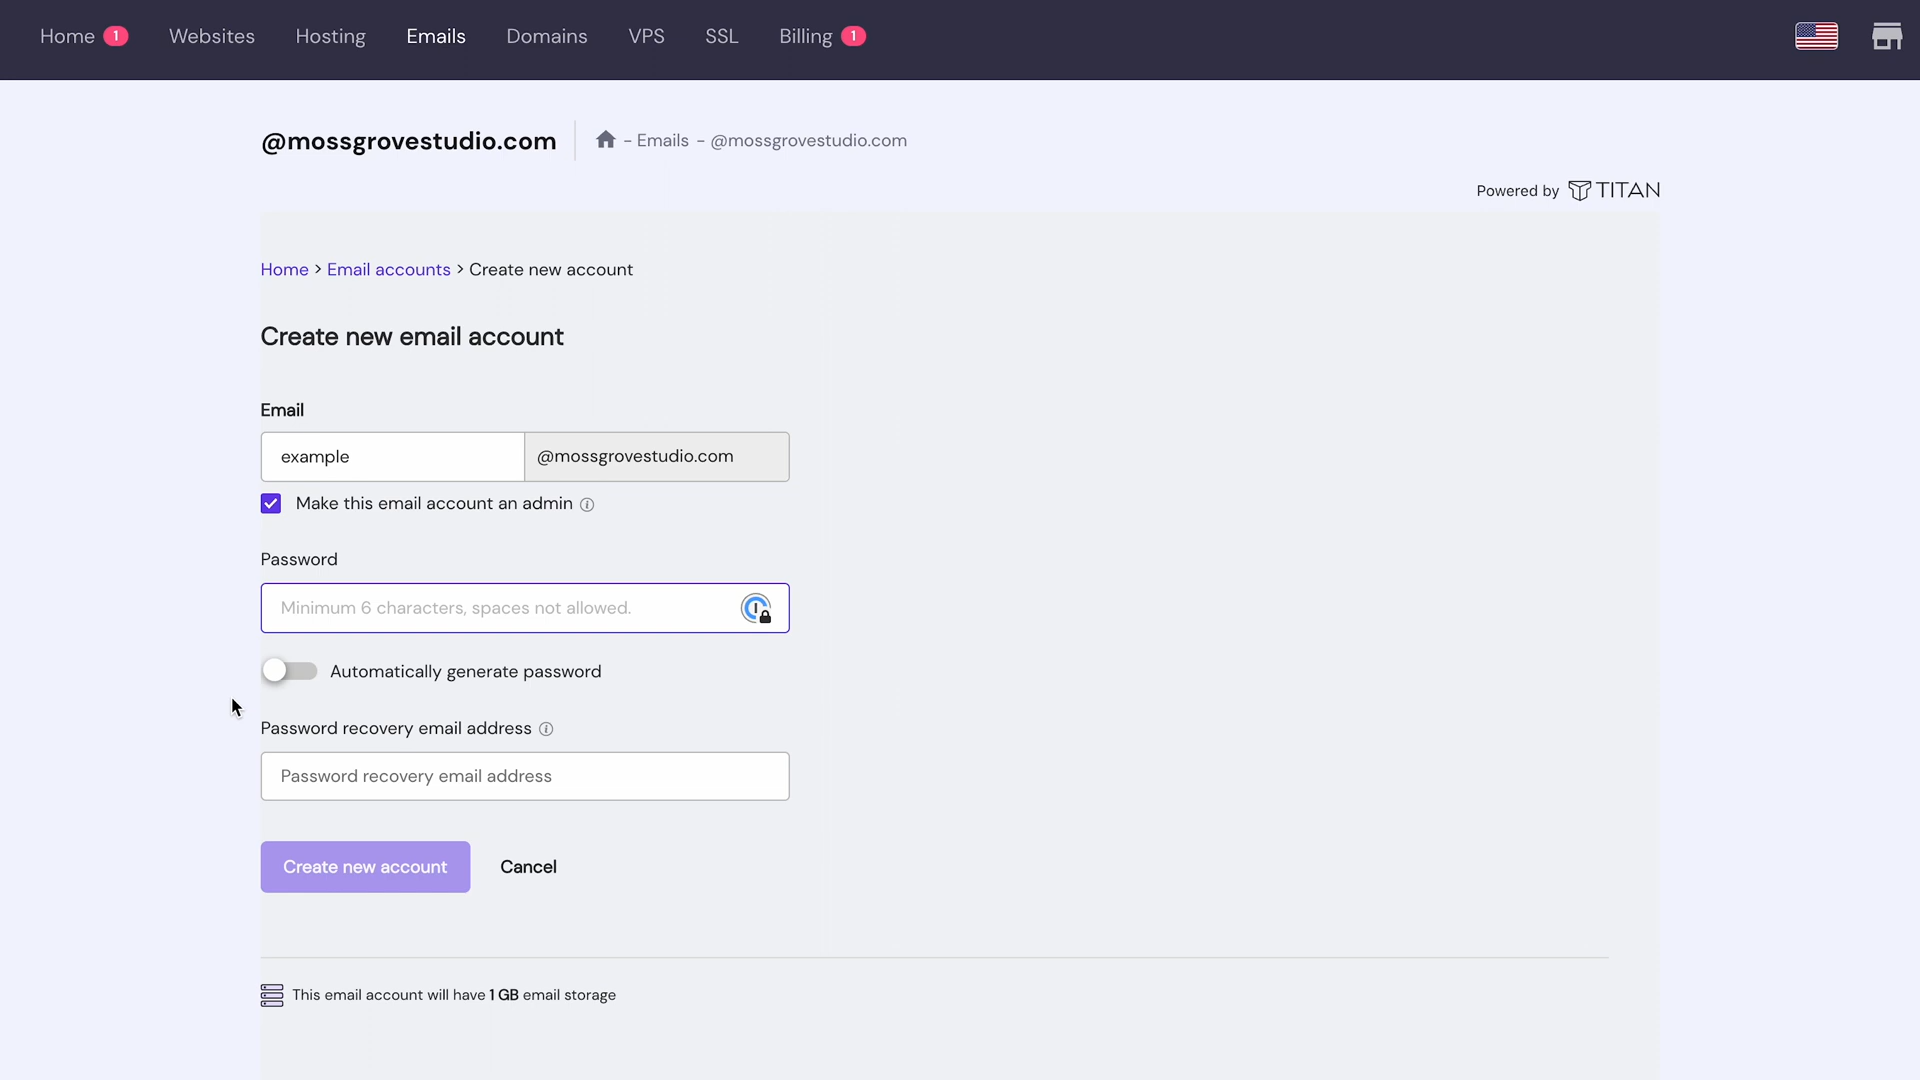 Home 1 Websites Hosting Emails Domains VPS SSL Billing 1
@mossgrovestudio.com - Emails - @mossgrovestudio.com
Powered by TITAN
Home > Email accounts > Create new account
Create new email account
Email
example @mossgrovestudio.com
Make this email account an admin
Password
Minimum 6 characters, spaces not allowed.
Automatically generate password
Password recovery email address
Password recovery email address
Create new account Cancel
This email account will have 1 GB email storage